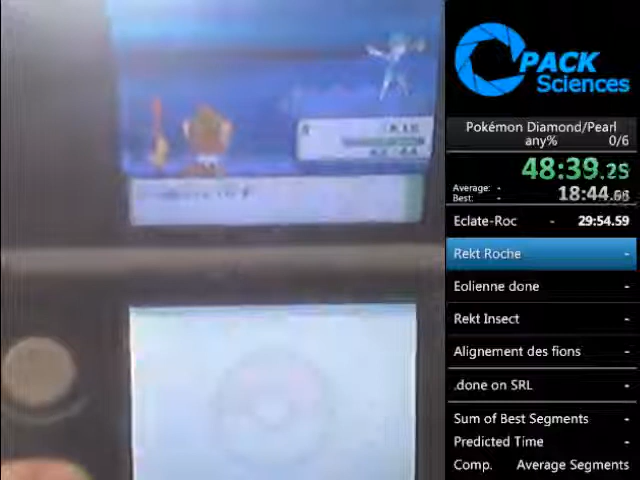 PACK
Sciences
Pokémon Diamond/Pearl
any% 0/6
48:39.25
Average: - 18:44.66
Best: -
Eclate-Roc - 29:54.59
Rekt Roche -
Eolienne done -
Rekt Insect -
Alignement des fions -
.done on SRL -
Sum of Best Segments -
Predicted Time -
Comp. Average Segments